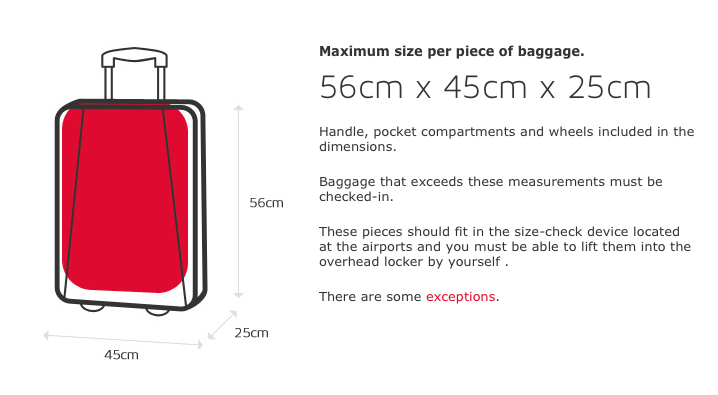 Maximum size per piece of baggage.
56cm x 45cm x 25cm
Handle, pocket compartments and wheels included in the
dimensions.
Baggage that exceeds these measurements must be
checked-in.
These pieces should fit in the size-check device located
at the airports and you must be able to lift them into the
overhead locker by yourself .
There are some exceptions.
56cm
25cm
45cm